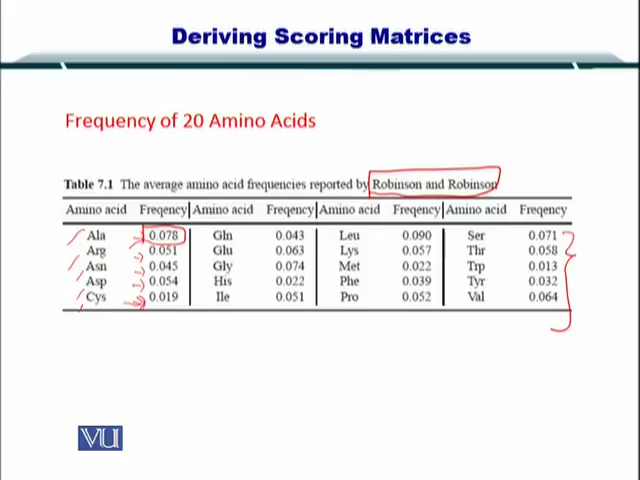 Deriving Scoring Matrices
Frequency of 20 Amino Acids
Table 7.1 The average amino acid frequencies reported by Robinson and Robinson
Amino acid Freqency Amino acid Freqency Amino acid Freqency Amino acid Freqency
Ala 0.078 Gln 0.043 Leu 0.090 Ser 0.071
Arg 0.051 Glu 0.063 Lys 0.057 Thr 0.058
Asn 0.045 Gly 0.074 Met 0.022 Trp 0.013
Asp 0.054 His 0.022 Phe 0.039 Tyr 0.032
Cys 0.019 Ile 0.051 Pro 0.052 Val 0.064
VU